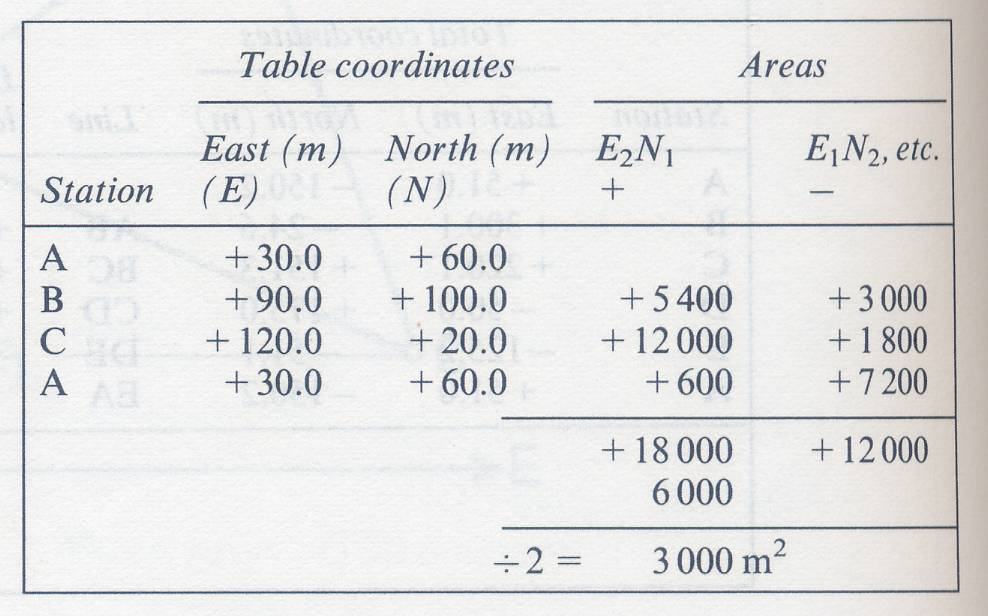 Table coordinates Areas
East (m) North (m) E₂N₁ E₁N₂, etc.
Station (E) (N) + −
A +30.0 +60.0
B +90.0 +100.0 +5 400 +3 000
C +120.0 +20.0 +12 000 +1 800
A +30.0 +60.0 +600 +7 200
+18 000 +12 000
6 000
÷2 = 3 000 m²